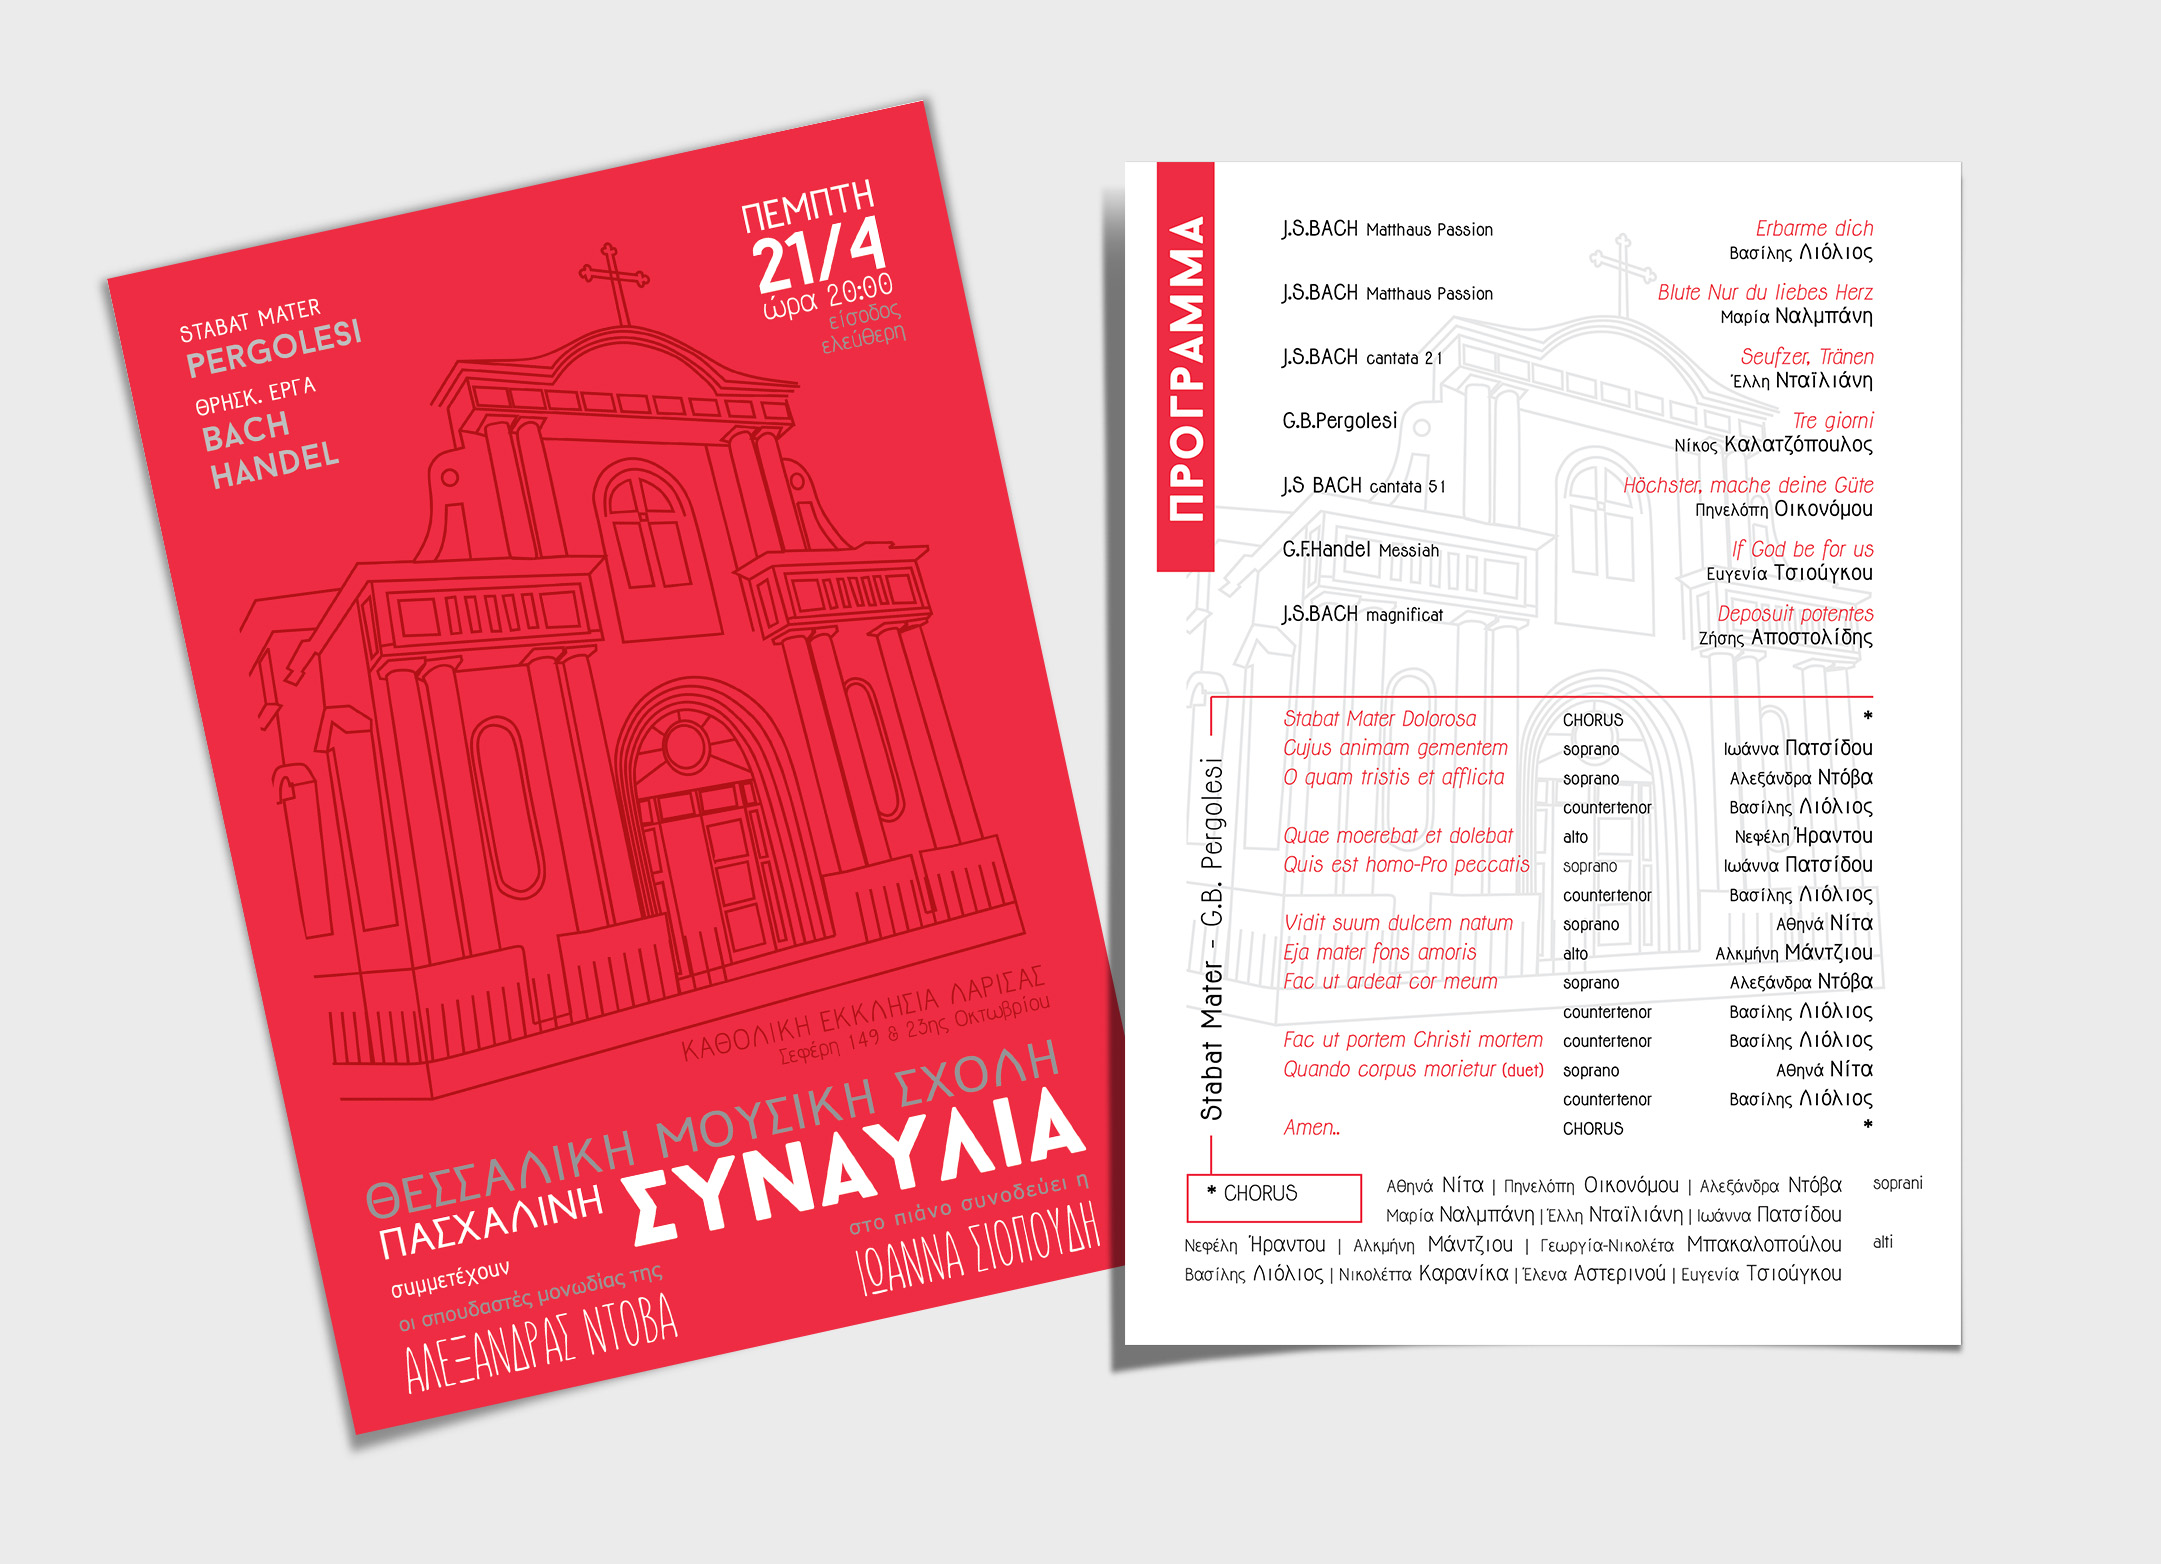 STABAT MATER
PERGOLESI
ΘΡΗΣΚ. ΕΡΓΑ
BACH
HANDEL
ΠΕΜΠΤΗ
21/4
ώρα 20:00
είσοδος
ελεύθερη
ΚΑΘΟΛΙΚΗ ΕΚΚΛΗΣΙΑ ΛΑΡΙΣΑΣ
Σεφέρη 149 & 23ης Οκτωβρίου
ΘΕΣΣΑΛΙΚΗ ΜΟΥΣΙΚΗ ΣΧΟΛΗ
ΠΑΣΧΑΛΙΝΗ ΣΥΝΑΥΛΙΑ
συμμετέχουν
οι σπουδαστές μονωδίας της
ΑΛΕΞΑΝΔΡΑΣ ΝΤΟΒΑ
στο πιάνο συνοδεύει η
ΙΩΑΝΝΑ ΣΙΟΠΟΥΔΗ
ΠΡΟΓΡΑΜΜΑ
J.S.BACH Matthaus Passion Erbarme dich
Βασίλης Λιόλιος
J.S.BACH Matthaus Passion Blute Nur du liebes Herz
Μαρία Ναλμπάνη
J.S.BACH cantata 21 Seufzer, Tränen
Έλλη Νταϊλιάνη
G.B.Pergolesi Tre giorni
Νίκος Καλατζόπουλος
J.S BACH cantata 51 Höchster, mache deine Güte
Πηνελόπη Οικονόμου
G.F.Handel Messiah If God be for us
Ευγενία Τσιούγκου
J.S.BACH magnificat Deposuit potentes
Ζήσης Αποστολίδης
Stabat Mater - G.B. Pergolesi
Stabat Mater Dolorosa CHORUS *
Cujus animam gementem soprano Ιωάννα Πατσίδου
O quam tristis et afflicta soprano Αλεξάνδρα Ντόβα
countertenor Βασίλης Λιόλιος
Quae moerebat et dolebat alto Νεφέλη Ήραντου
Quis est homo-Pro peccatis soprano Ιωάννα Πατσίδου
countertenor Βασίλης Λιόλιος
Vidit suum dulcem natum soprano Αθηνά Νίτα
Eja mater fons amoris alto Αλκμήνη Μάντζιου
Fac ut ardeat cor meum soprano Αλεξάνδρα Ντόβα
countertenor Βασίλης Λιόλιος
Fac ut portem Christi mortem countertenor Βασίλης Λιόλιος
Quando corpus morietur (duet) soprano Αθηνά Νίτα
countertenor Βασίλης Λιόλιος
Amen.. CHORUS *
* CHORUS
Αθηνά Νίτα | Πηνελόπη Οικονόμου | Αλεξάνδρα Ντόβα soprani
Μαρία Ναλμπάνη | Έλλη Νταϊλιάνη | Ιωάννα Πατσίδου
Νεφέλη Ήραντου | Αλκμήνη Μάντζιου | Γεωργία-Νικολέτα Μπακαλοπούλου alti
Βασίλης Λιόλιος | Νικολέττα Καρανίκα | Έλενα Αστερινού | Ευγενία Τσιούγκου